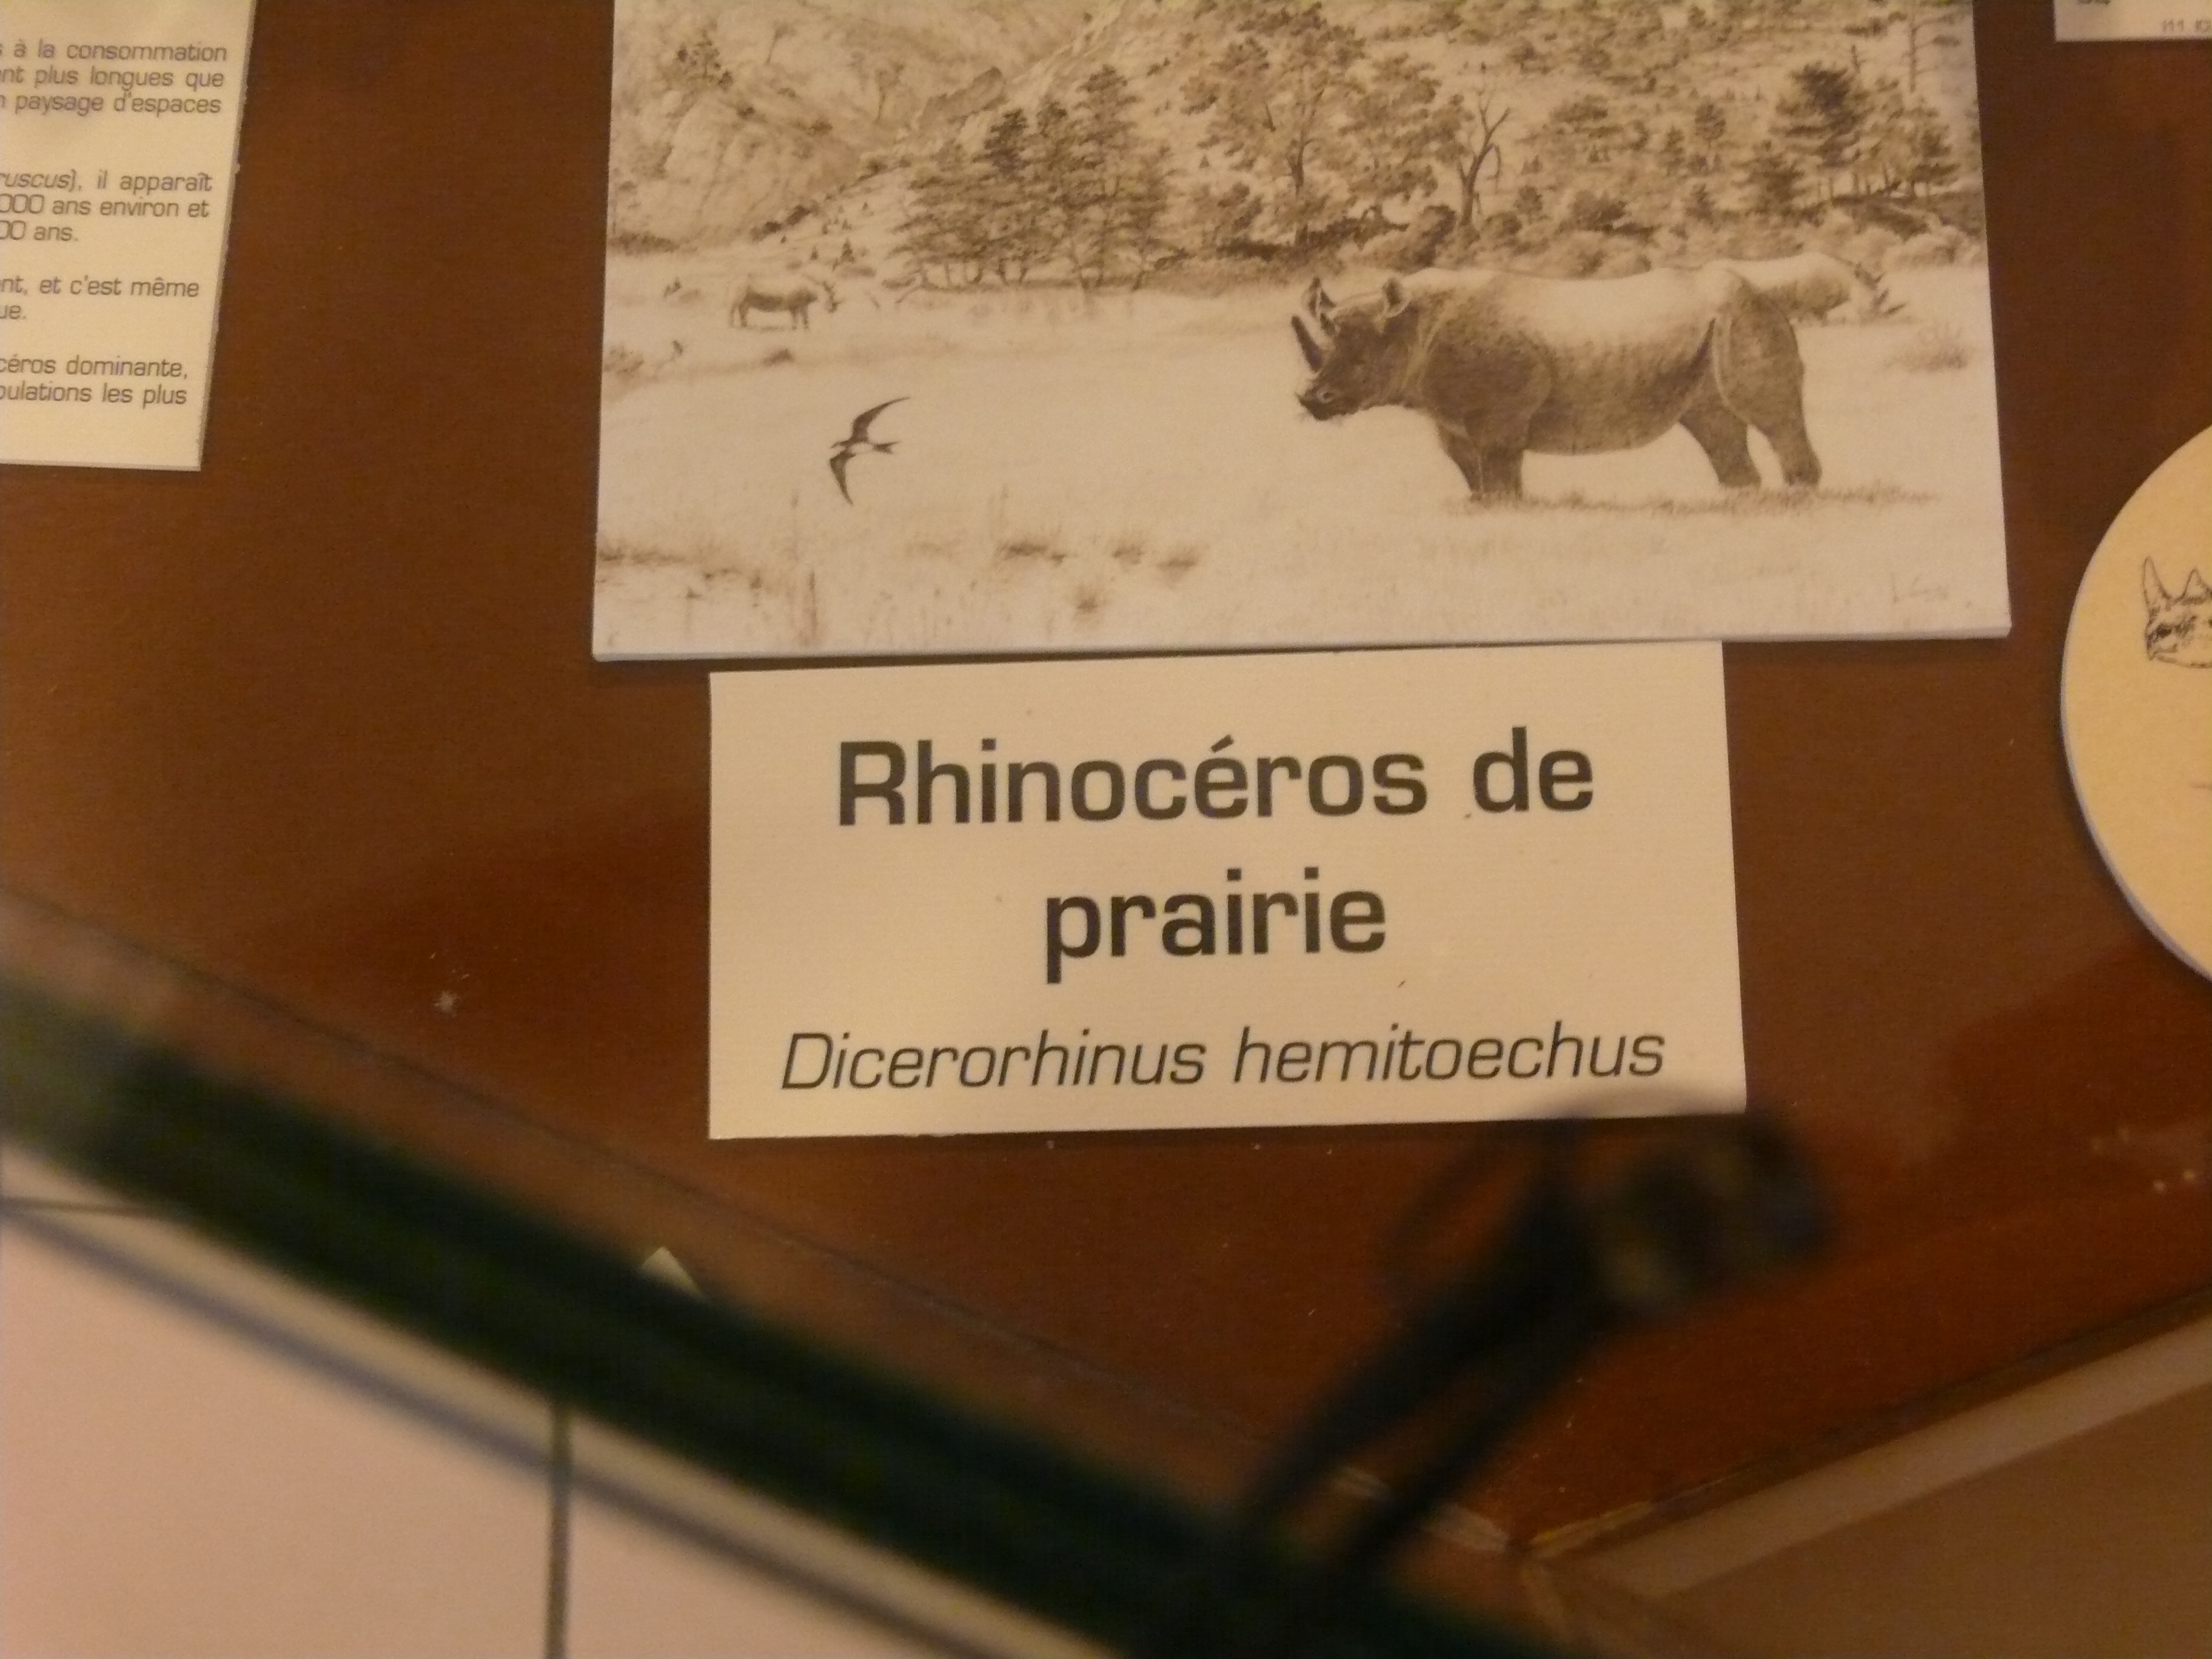 à la consommation
nt plus longues que
paysage d'espaces
ruscus), il apparaît
000 ans environ et
00 ans.
nt, et c'est même
ue.
céros dominante,
pulations les plus
Rhinocéros de
prairie
Dicerorhinus hemitoechus